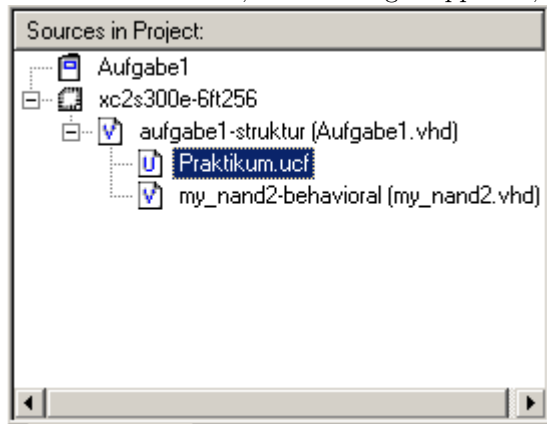 Sources in Project:
Aufgabe1
xc2s300e-6ft256
V aufgabe1-struktur (Aufgabe1.vhd)
U Praktikum.ucf
V my_nand2-behavioral (my_nand2.vhd)